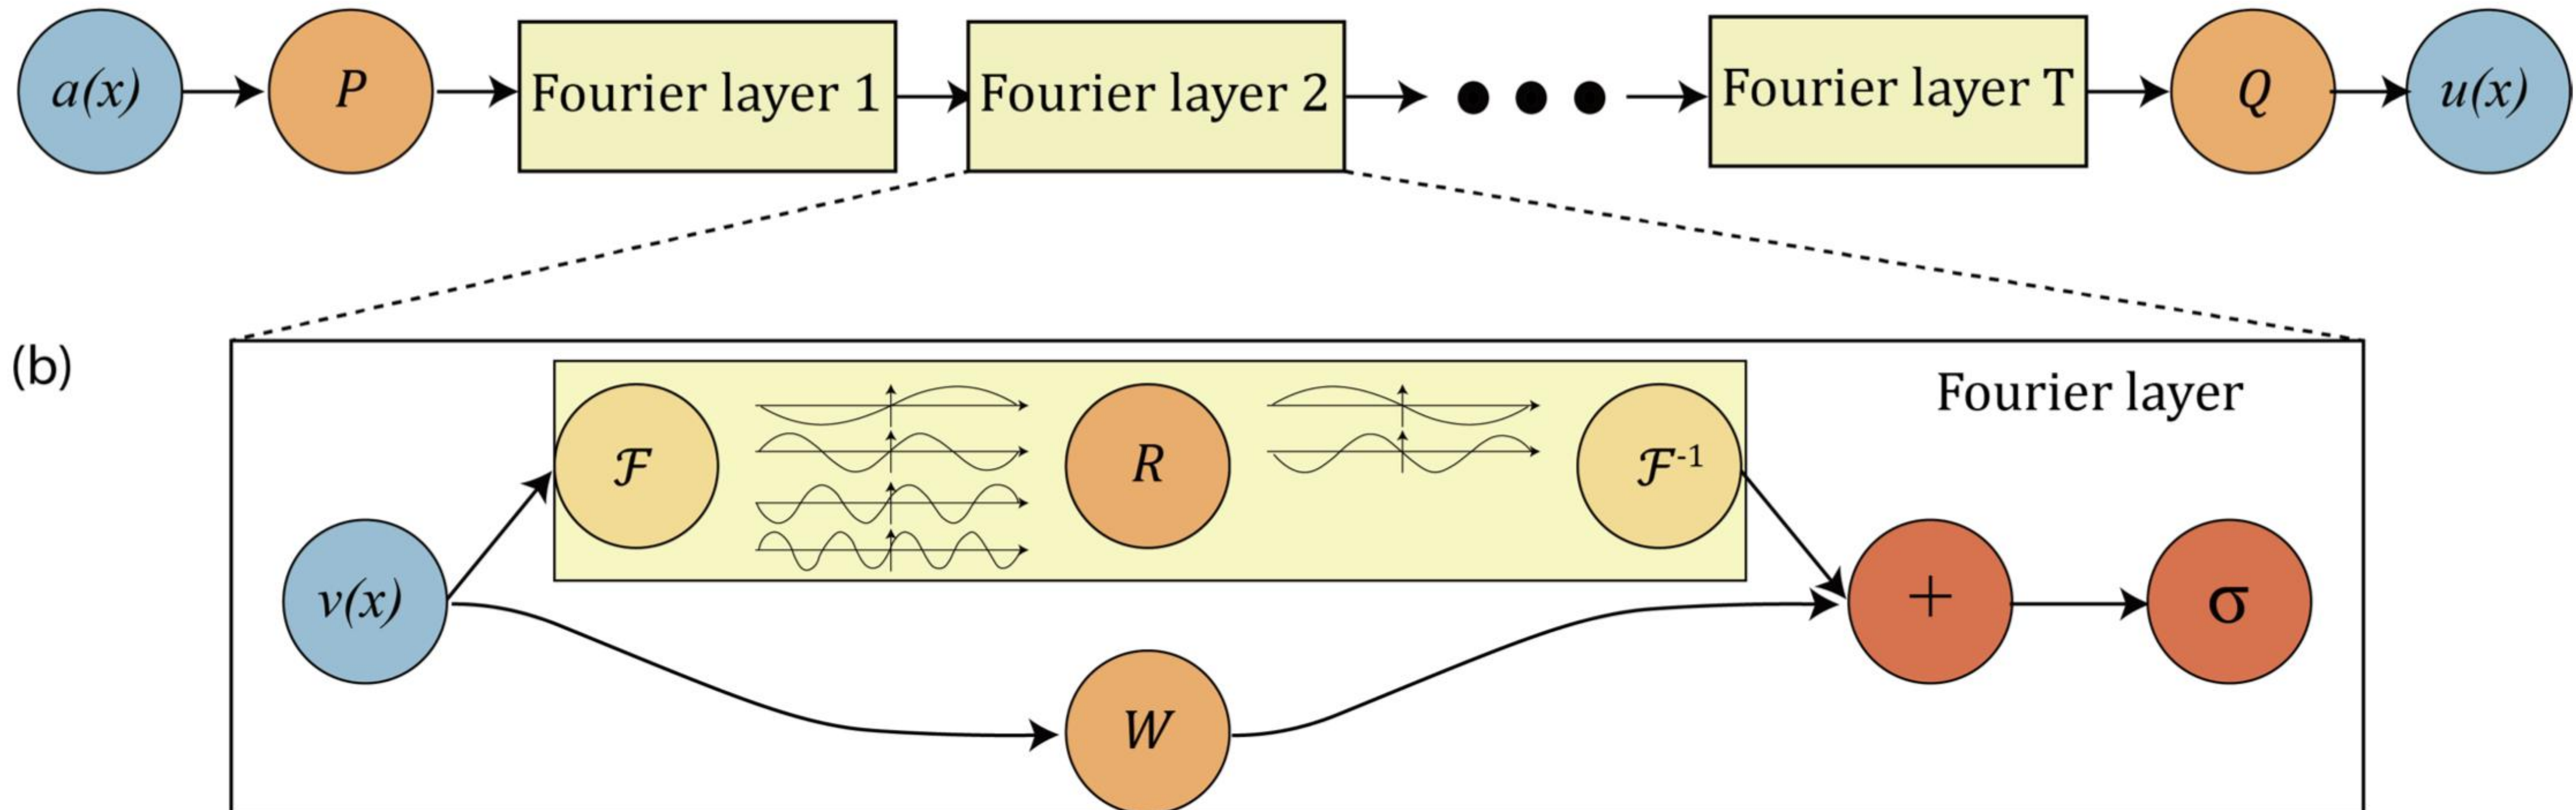 a(x) P Fourier layer 1 Fourier layer 2 ••• Fourier layer T Q u(x)
(b)
Fourier layer
ℱ R ℱ⁻¹
v(x) + σ
W